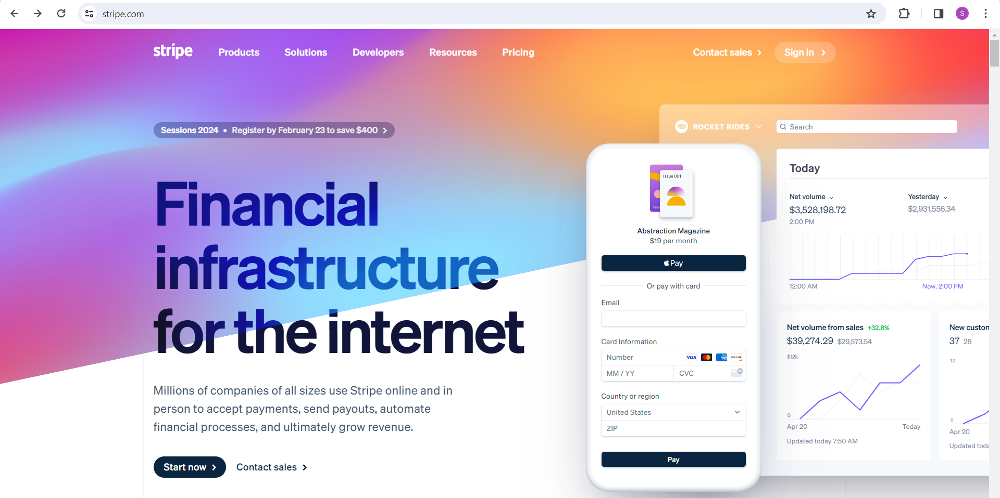 stripe.com
S
stripe
Products
Solutions
Developers
Resources
Pricing
Contact sales
Sign in
Sessions 2024 • Register by February 23 to save $400
Financial
infrastructure
for the internet
Millions of companies of all sizes use Stripe online and in
person to accept payments, send payouts, automate
financial processes, and ultimately grow revenue.
Start now
Contact sales
Issue 001
Abstraction Magazine
$19 per month
Pay
Or pay with card
Email
Card Information
Number
VISA
AMEX
DISCOVER
MM / YY
CVC
Country or region
United States
ZIP
Pay
ROCKET RIDES
Search
Today
Net volume
Yesterday
$3,528,198.72
$2,931,556.34
2:00 PM
12:00 AM
Now, 2:00 PM
Net volume from sales +32.8%
$39,274.29 $29,573.54
$12k
0
Apr 20
Today
Updated today 7:50 AM
New custon
37 28
12
0
Apr 20
Updated toda